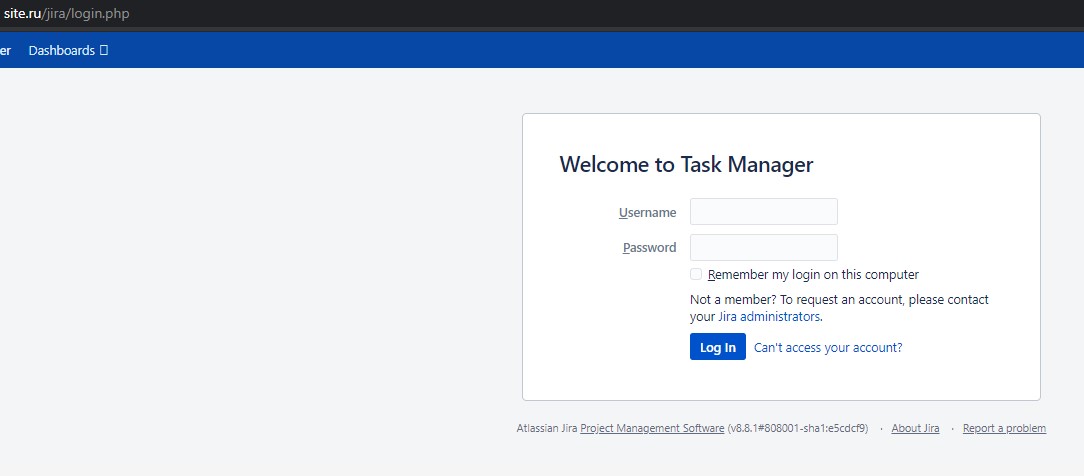 site.ru/jira/login.php
er Dashboards
Welcome to Task Manager
Username
Password
Remember my login on this computer
Not a member? To request an account, please contact
your Jira administrators.
Log In Can't access your account?
Atlassian Jira Project Management Software (v8.8.1#808001-sha1:e5cdcf9) · About Jira · Report a problem